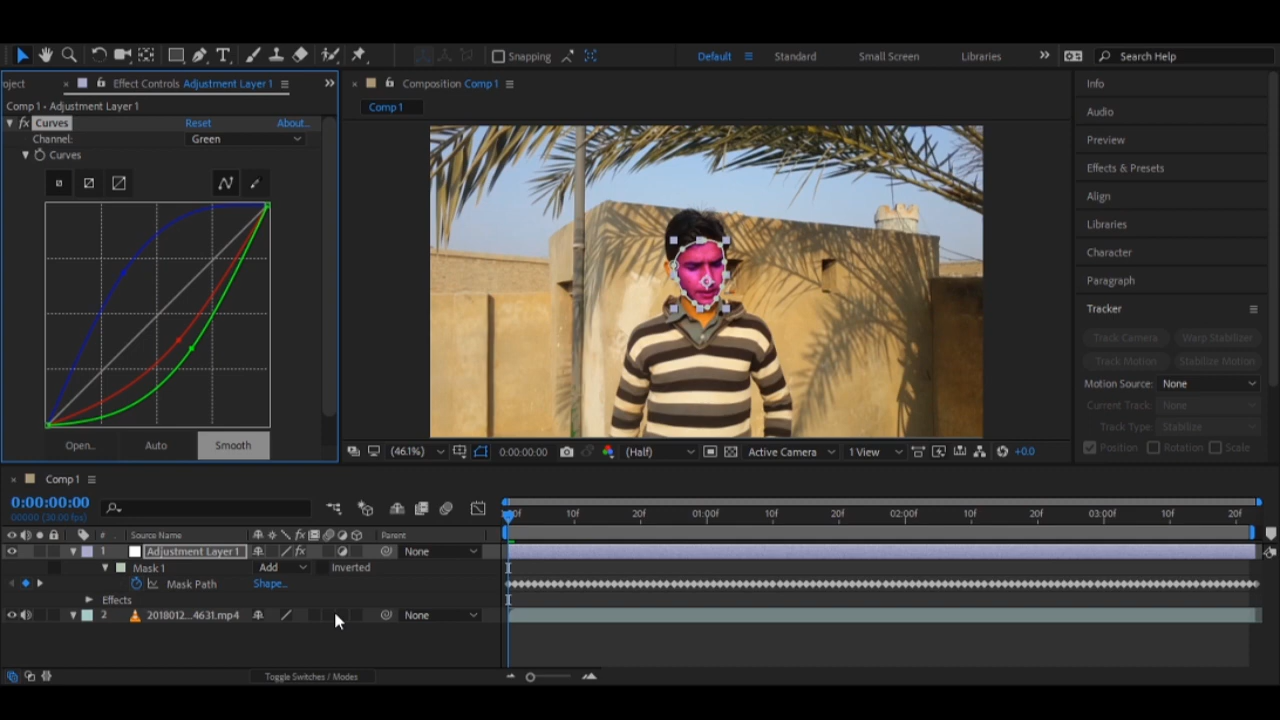 Snapping
Default
Standard
Small Screen
Libraries
Search Help
oject
Effect Controls Adjustment Layer 1
Composition Comp 1
Info
Comp 1 • Adjustment Layer 1
Comp 1
fx Curves
Reset
About...
Channel:
Green
Curves
Audio
Preview
Effects & Presets
Align
Libraries
Character
Paragraph
Tracker
Track Camera
Warp Stabilizer
Track Motion
Stabilize Motion
Motion Source:
None
Current Track:
None
Track Type:
Stabilize
Position
Rotation
Scale
Open...
Auto
Smooth
(46.1%)
0:00:00:00
(Half)
Active Camera
1 View
+0.0
Comp 1
0:00:00:00
00000 (30.00 fps)
:00f
10f
20f
01:00f
10f
20f
02:00f
10f
20f
03:00f
10f
20f
#
Source Name
fx
Parent
1
Adjustment Layer 1
fx
None
Mask 1
Add
Inverted
Mask Path
Shape...
Effects
2
2018012...4631.mp4
None
Toggle Switches / Modes